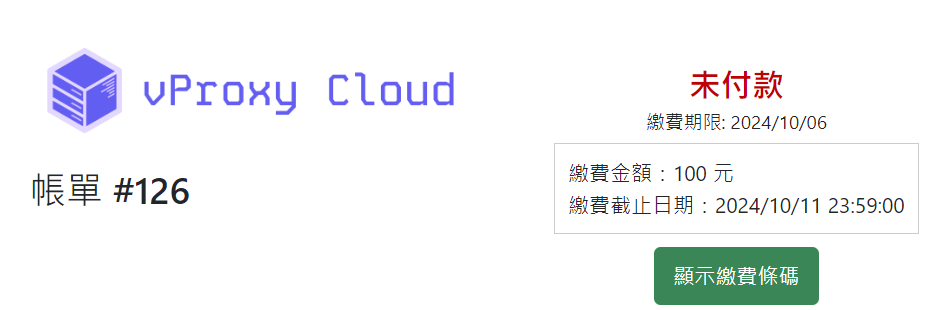 vProxy Cloud
帳單 #126
未付款
繳費期限: 2024/10/06
繳費金額：100 元
繳費截止日期：2024/10/11 23:59:00
顯示繳費條碼